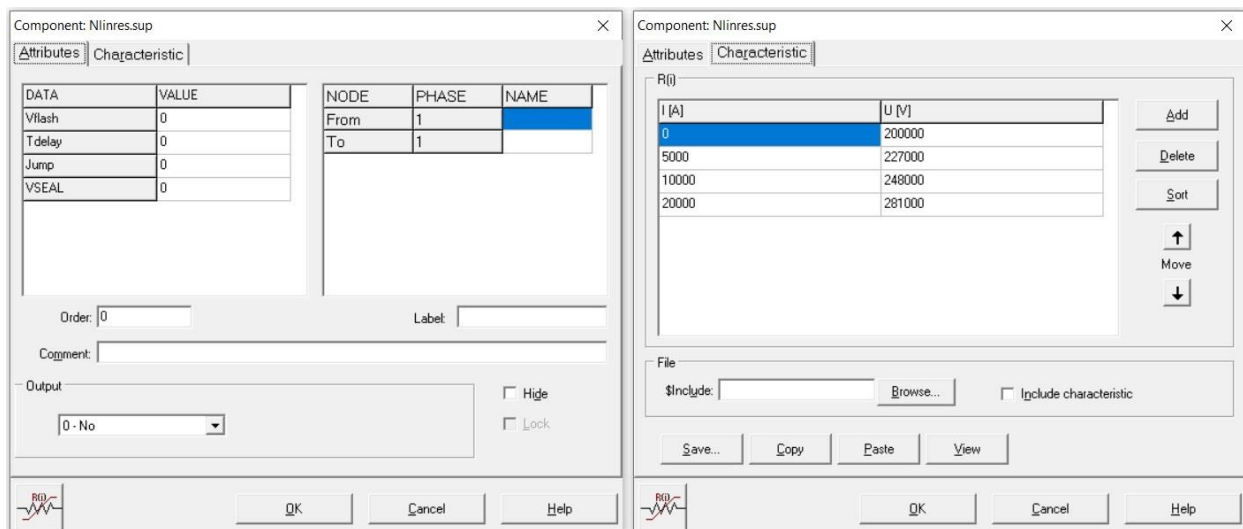 Component: Nlinres.sup
Attributes Characteristic
DATA VALUE
Vflash 0
Tdelay 0
Jump 0
VSEAL 0
NODE PHASE NAME
From 1
To 1
Order: 0
Label:
Comment:
Output
0 - No
Hide
Lock
R(i)
OK Cancel Help
Component: Nlinres.sup
Attributes Characteristic
R(i)
I [A] U [V]
0 200000
5000 227000
10000 248000
20000 281000
Add
Delete
Sort
Move
File
$Include: Browse... Include characteristic
Save... Copy Paste View
R(i)
OK Cancel Help